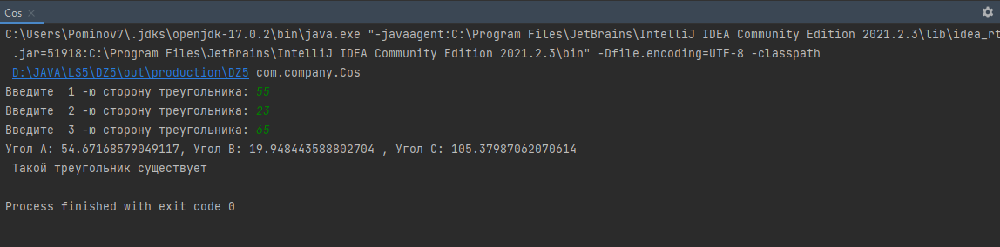 Cos
C:\Users\Pominov7\.jdks\openjdk-17.0.2\bin\java.exe "-javaagent:C:\Program Files\JetBrains\IntelliJ IDEA Community Edition 2021.2.3\lib\idea_rt
.jar=51918:C:\Program Files\JetBrains\IntelliJ IDEA Community Edition 2021.2.3\bin" -Dfile.encoding=UTF-8 -classpath
D:\JAVA\LS5\DZ5\out\production\DZ5 com.company.Cos
Введите  1 -ю сторону треугольника: 55
Введите  2 -ю сторону треугольника: 23
Введите  3 -ю сторону треугольника: 65
Угол A: 54.67168579049117, Угол B: 19.948443588802704 , Угол C: 105.37987062070614
Такой треугольник существует
Process finished with exit code 0